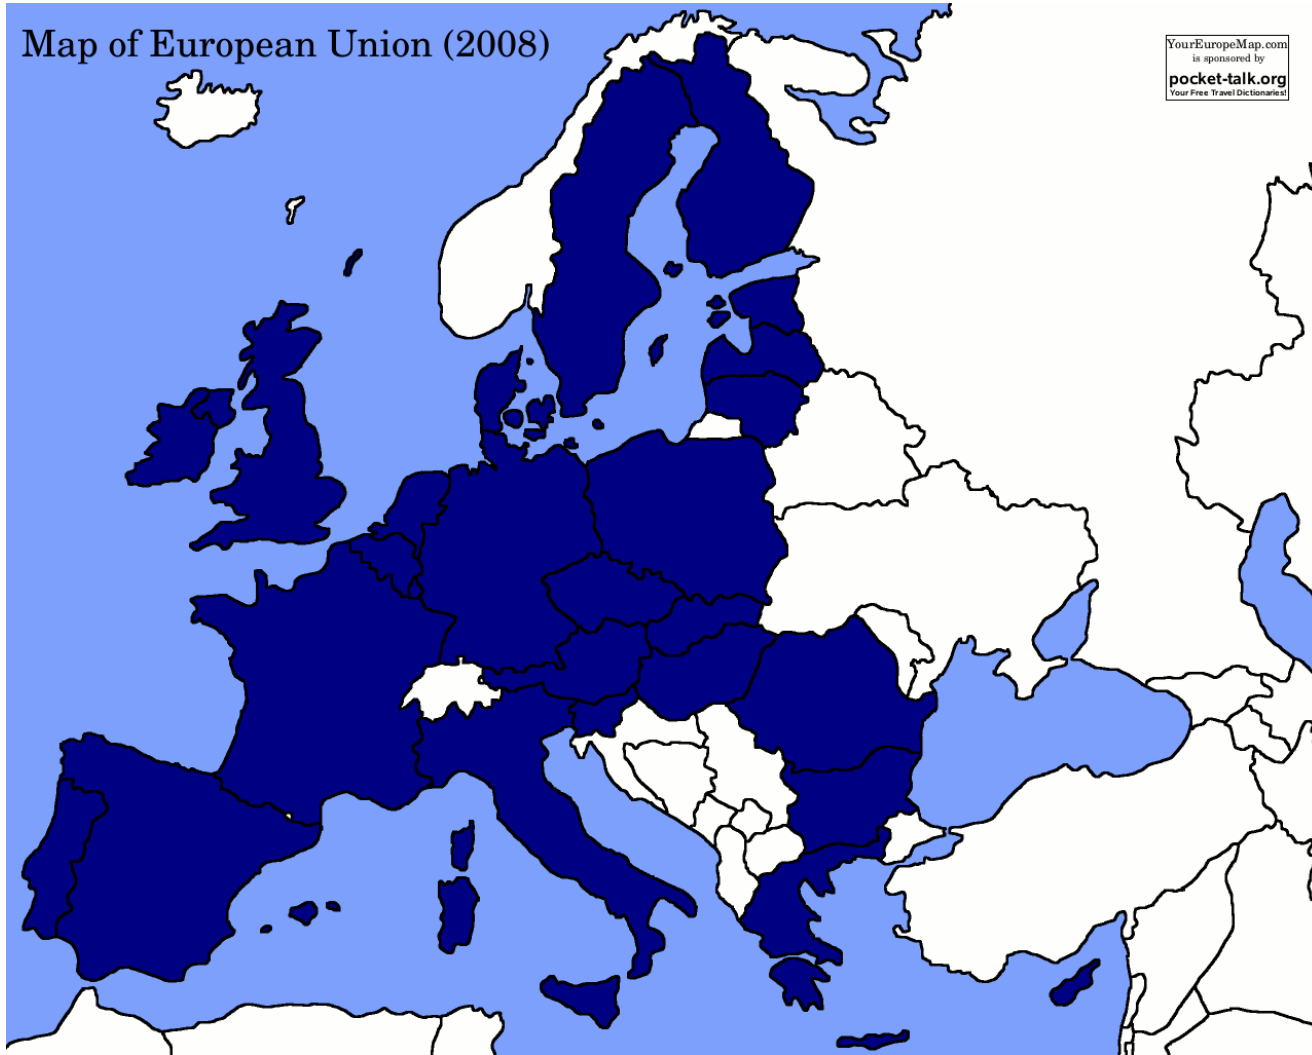 Map of European Union (2008)
YourEuropeMap.com
is sponsored by
pocket-talk.org
Your Free Travel Dictionaries!